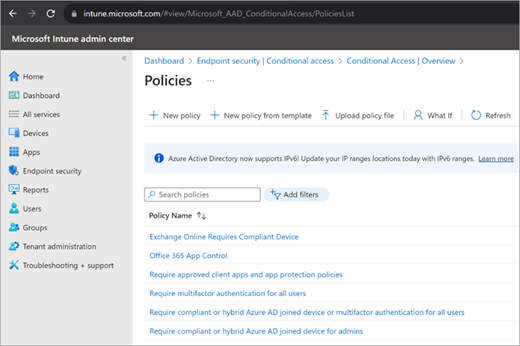 intune.microsoft.com/#view/Microsoft_AAD_ConditionalAccess/PoliciesList
Microsoft Intune admin center
Home
Dashboard
All services
Devices
Apps
Endpoint security
Reports
Users
Groups
Tenant administration
Troubleshooting + support
Dashboard > Endpoint security | Conditional access > Conditional Access | Overview >
Policies ...
+ New policy + New policy from template Upload policy file What If Refresh
Azure Active Directory now supports IPv6! Update your IP ranges locations today with IPv6 ranges. Learn more
Search policies Add filters
Policy Name ↑↓
Exchange Online Requires Compliant Device
Office 365 App Control
Require approved client apps and app protection policies
Require multifactor authentication for all users
Require compliant or hybrid Azure AD joined device or multifactor authentication for all users
Require compliant or hybrid Azure AD joined device for admins